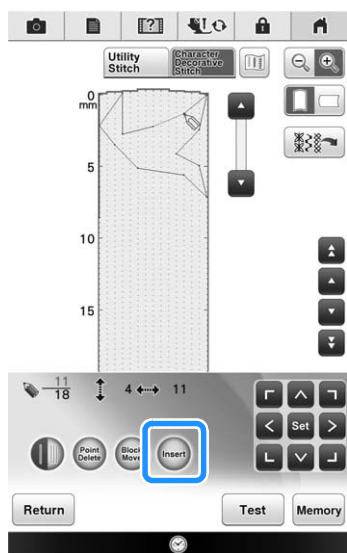 ?
Utility
Stitch
Character
Decorative
Stitch
0
mm
5
10
15
11
18
4
11
Point
Delete
Block
Move
Insert
Set
Return
Test
Memory